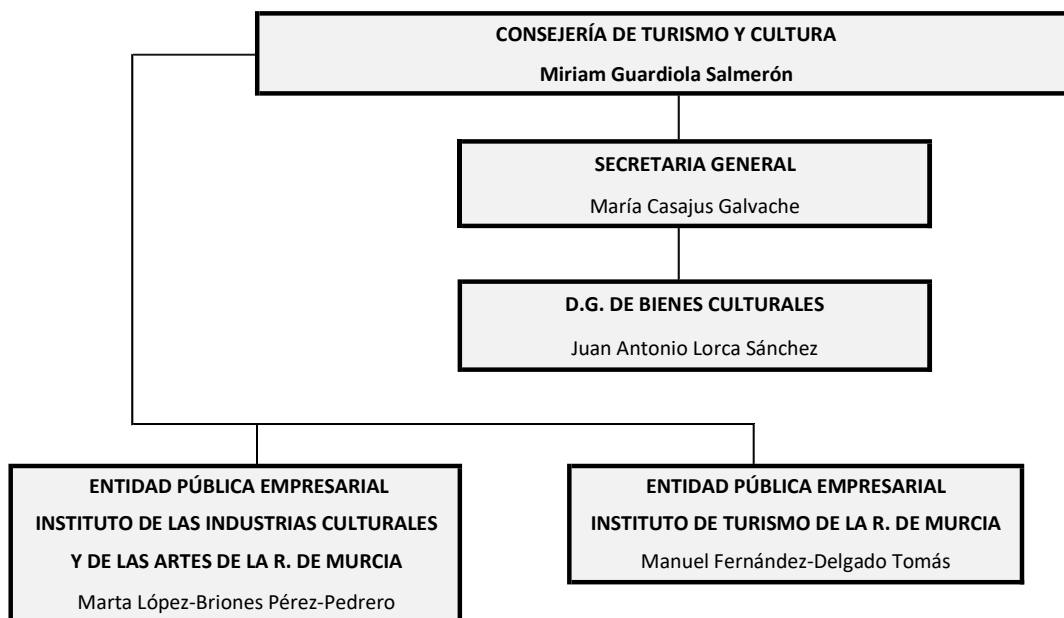 CONSEJERÍA DE TURISMO Y CULTURA
Miriam Guardiola Salmerón
SECRETARIA GENERAL
María Casajus Galvache
D.G. DE BIENES CULTURALES
Juan Antonio Lorca Sánchez
ENTIDAD PÚBLICA EMPRESARIAL
INSTITUTO DE LAS INDUSTRIAS CULTURALES
Y DE LAS ARTES DE LA R. DE MURCIA
Marta López-Briones Pérez-Pedrero
ENTIDAD PÚBLICA EMPRESARIAL
INSTITUTO DE TURISMO DE LA R. DE MURCIA
Manuel Fernández-Delgado Tomás